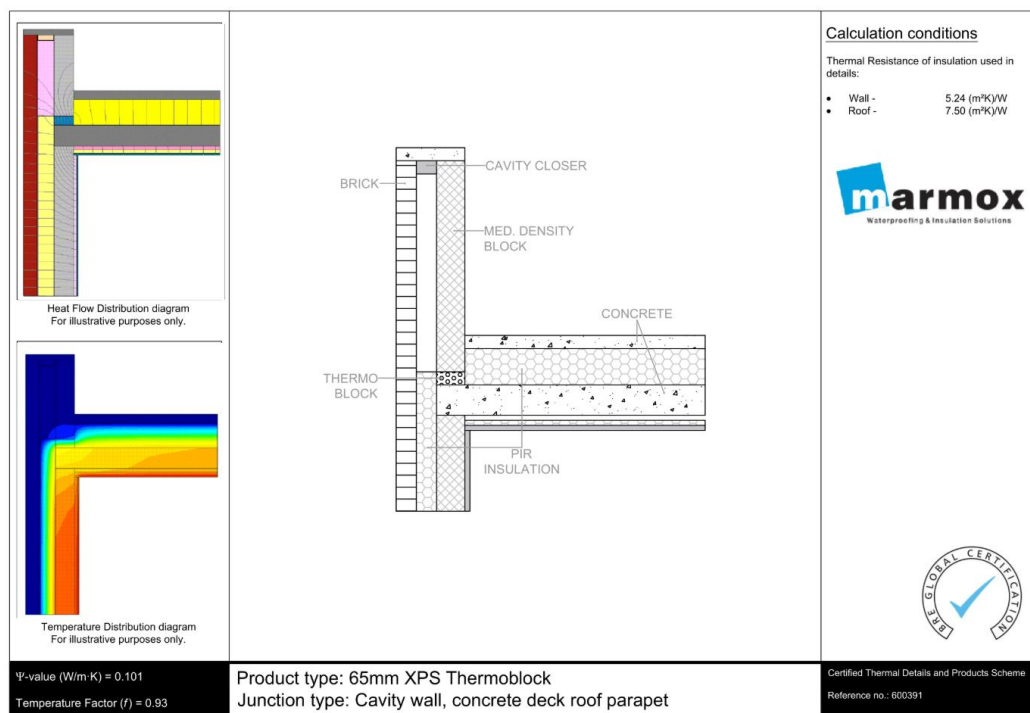 Heat Flow Distribution diagram
For illustrative purposes only.
Temperature Distribution diagram
For illustrative purposes only.
Ψ-value (W/m·K) = 0.101
Temperature Factor (f) = 0.93
CAVITY CLOSER
BRICK
MED. DENSITY
BLOCK
CONCRETE
THERMO
BLOCK
PIR
INSULATION
Product type: 65mm XPS Thermoblock
Junction type: Cavity wall, concrete deck roof parapet
Calculation conditions
Thermal Resistance of insulation used in
details:
• Wall - 5.24 (m²K)/W
• Roof - 7.50 (m²K)/W
marmox
Waterproofing & Insulation Solutions
BRE GLOBAL CERTIFICATION
Certified Thermal Details and Products Scheme
Reference no.: 600391